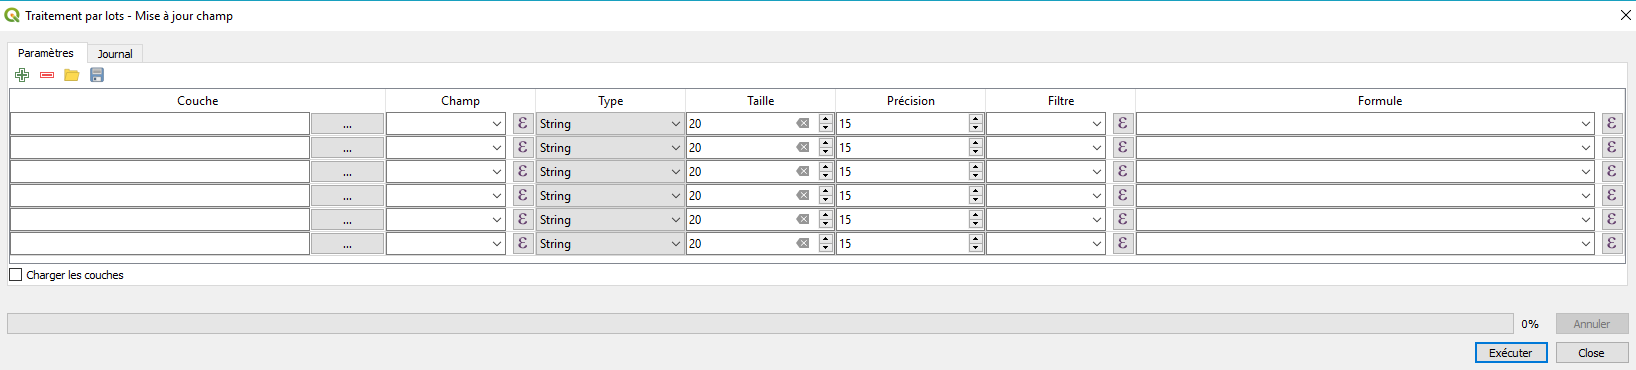 Traitement par lots - Mise à jour champ
Paramètres Journal
Couche Champ Type Taille Précision Filtre Formule
... ε String 20 15 ε ε
... ε String 20 15 ε ε
... ε String 20 15 ε ε
... ε String 20 15 ε ε
... ε String 20 15 ε ε
... ε String 20 15 ε ε
Charger les couches
0% Annuler
Exécuter Close